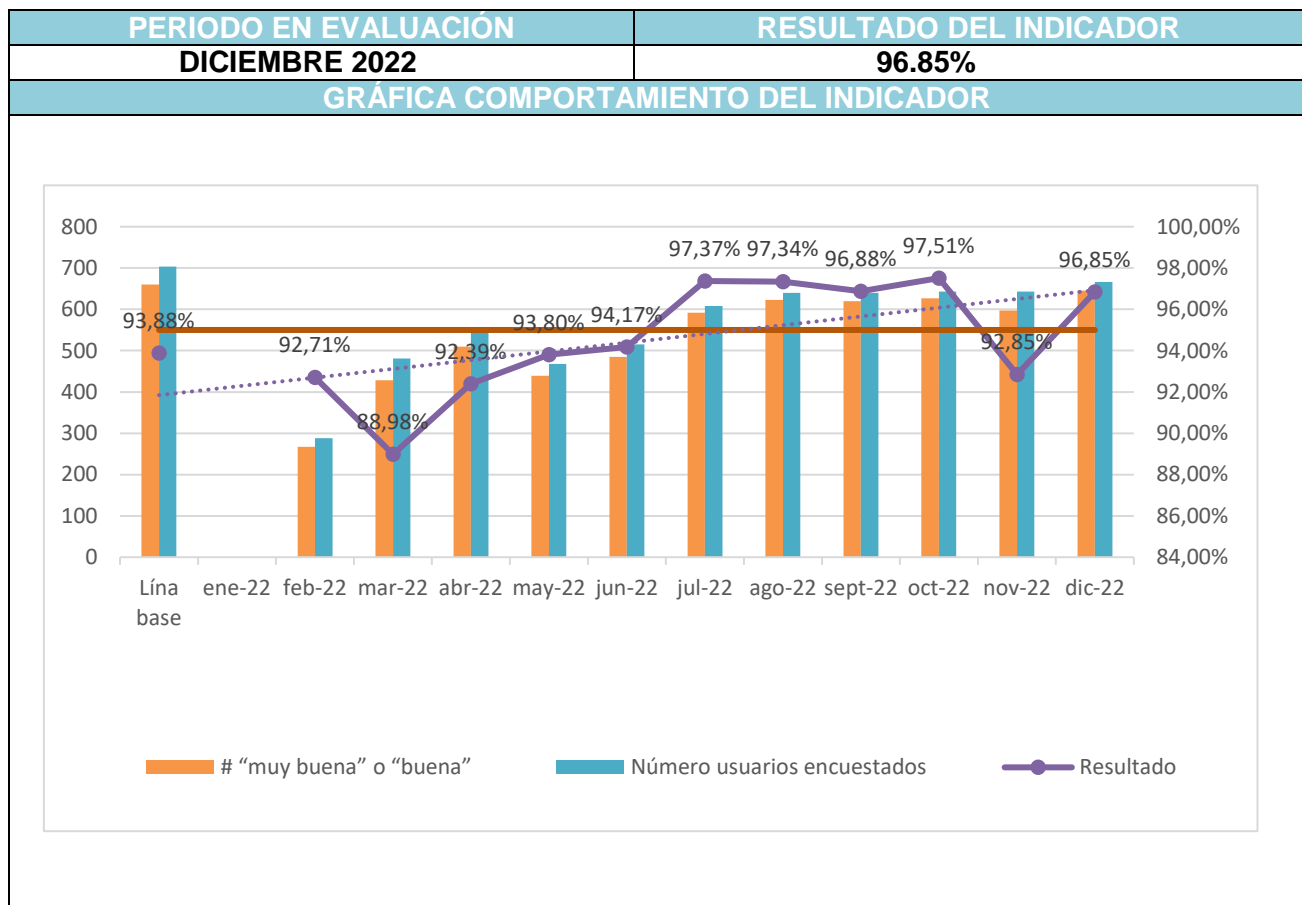 PERIODO EN EVALUACIÓN RESULTADO DEL INDICADOR
DICIEMBRE 2022 96.85%
GRÁFICA COMPORTAMIENTO DEL INDICADOR
800 100,00%
700 98,00%
600 96,00%
500 94,00%
400 92,00%
300 90,00%
200 88,00%
100 86,00%
0 84,00%
93,88% 92,71% 88,98% 92,39% 93,80% 94,17% 97,37% 97,34% 96,88% 97,51% 92,85% 96,85%
Lína base ene-22 feb-22 mar-22 abr-22 may-22 jun-22 jul-22 ago-22 sept-22 oct-22 nov-22 dic-22
# “muy buena” o “buena” Número usuarios encuestados Resultado